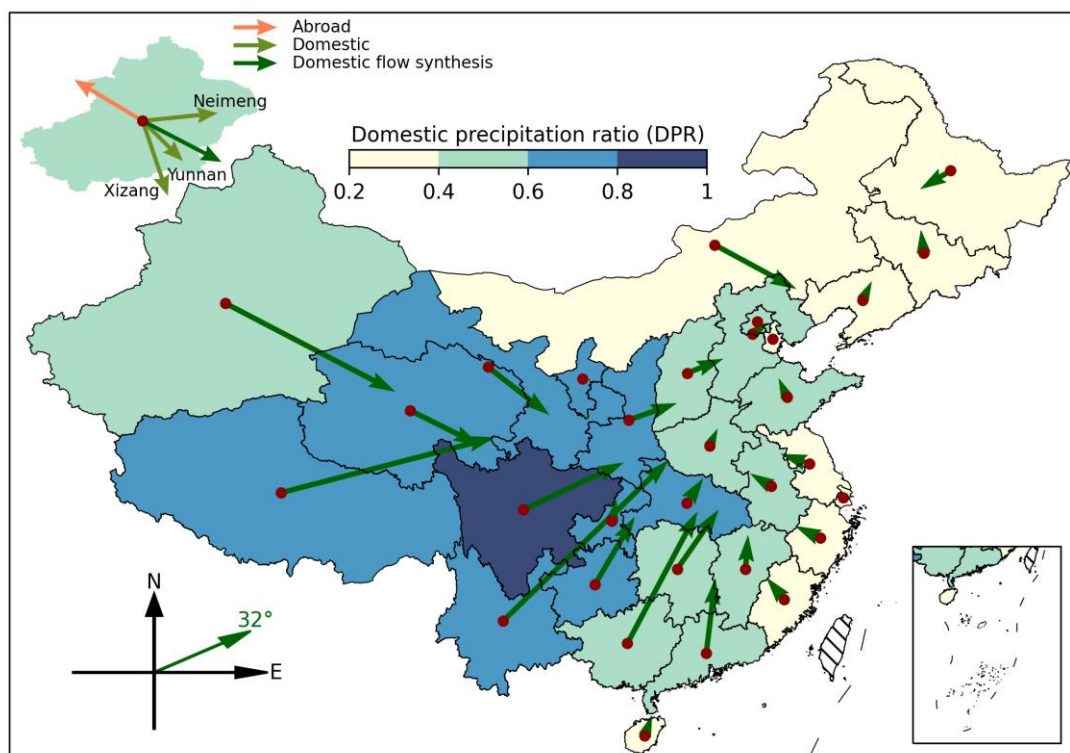 Abroad
Domestic
Domestic flow synthesis
Neimeng
Yunnan
Xizang
Domestic precipitation ratio (DPR)
0.2 0.4 0.6 0.8 1
N
32°
E